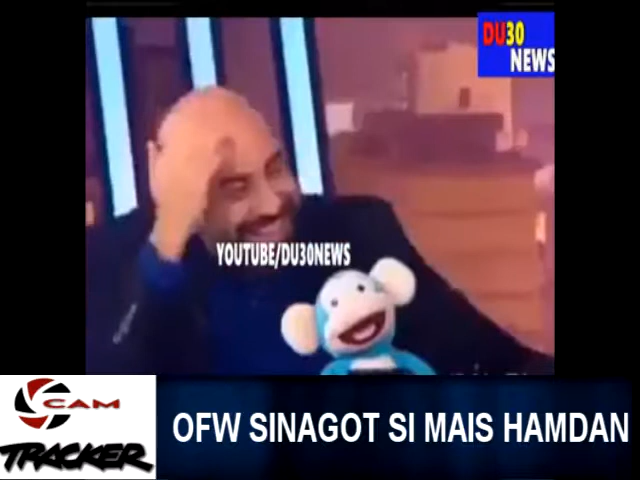 DU30
NEWS
YOUTUBE/DU30NEWS
CAM
TRACKER
OFW SINAGOT SI MAIS HAMDAN